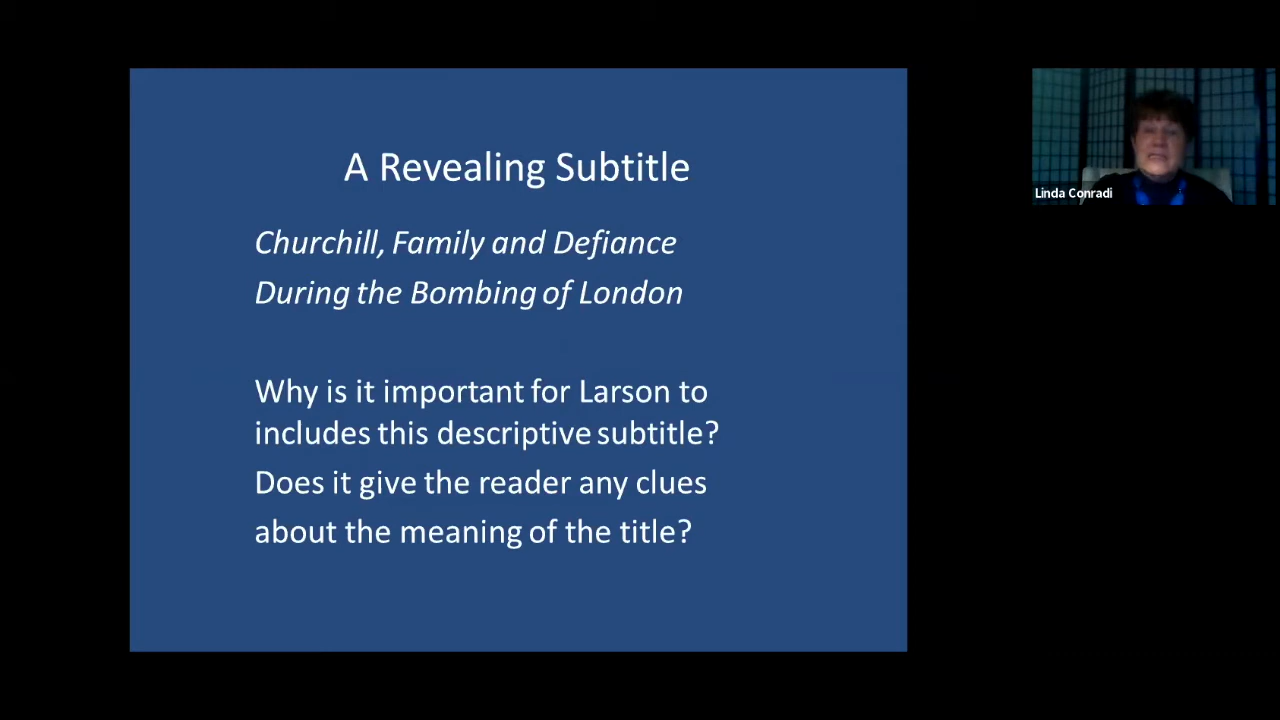 A Revealing Subtitle
Churchill, Family and Defiance
During the Bombing of London
Why is it important for Larson to
includes this descriptive subtitle?
Does it give the reader any clues
about the meaning of the title?
Linda Conradi